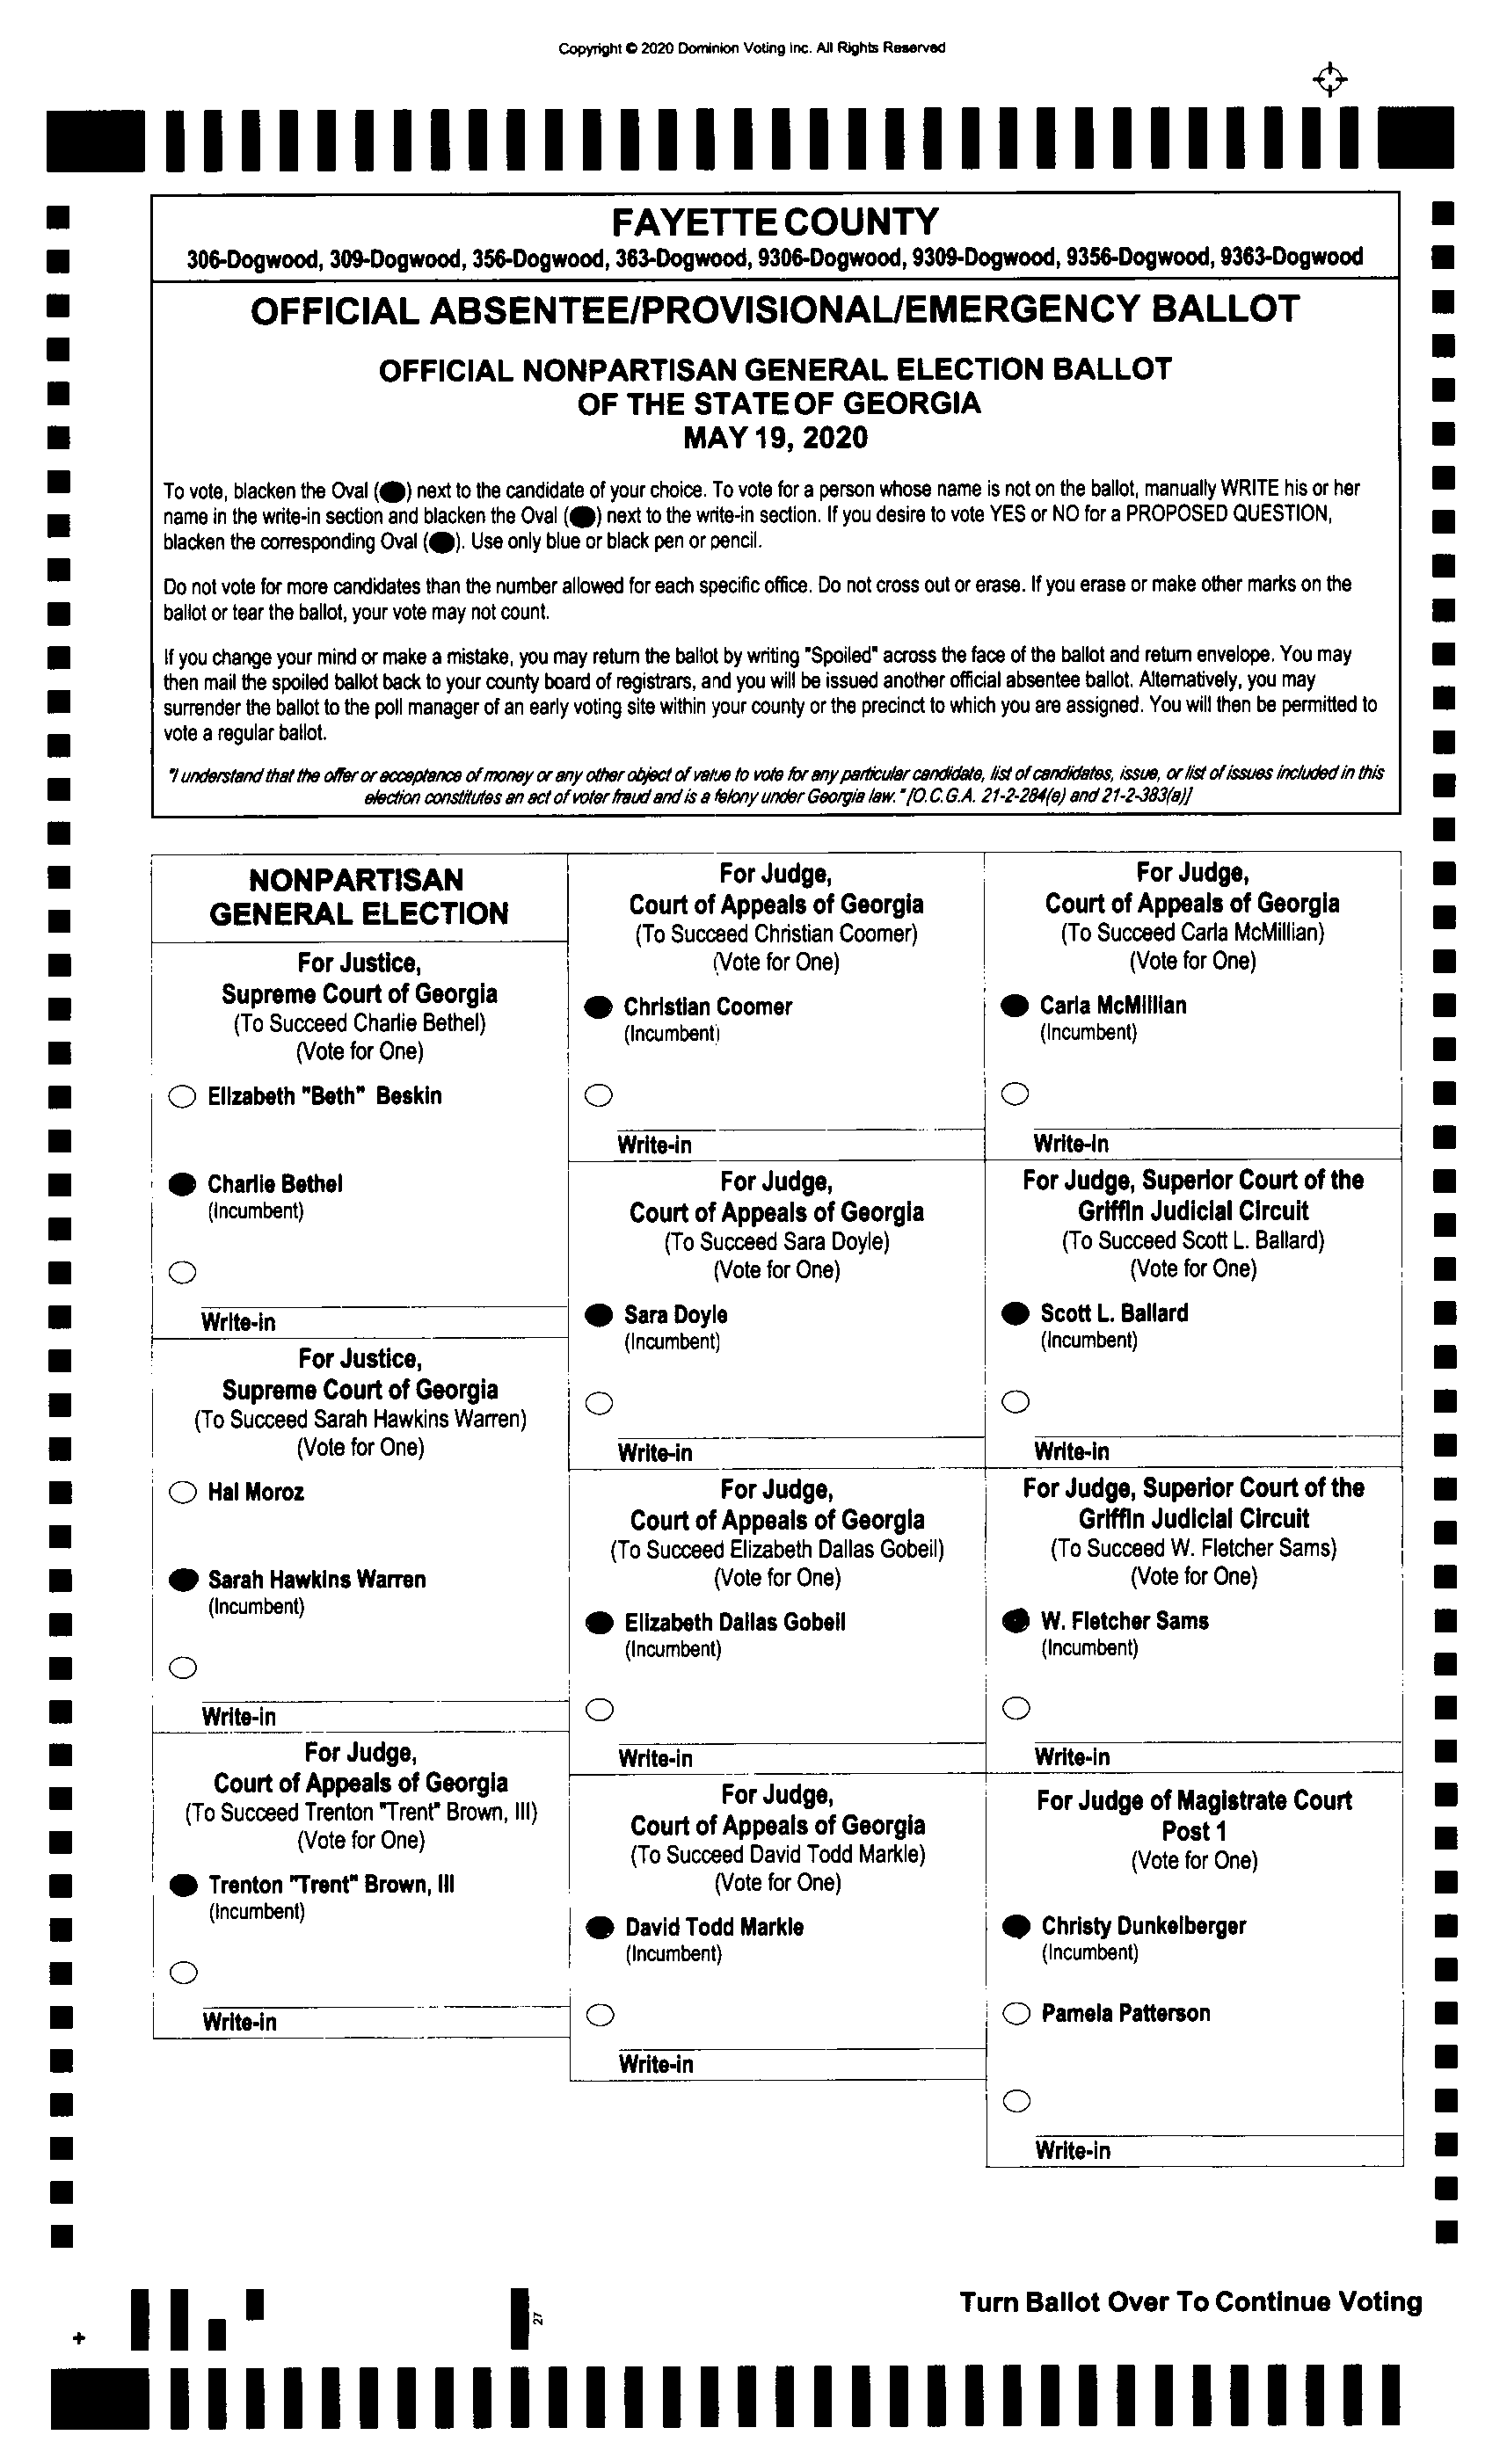 Copyright © 2020 Dominion Voting Inc. All Rights Reserved
FAYETTE COUNTY
306-Dogwood, 309-Dogwood, 356-Dogwood, 363-Dogwood, 9306-Dogwood, 9309-Dogwood, 9356-Dogwood, 9363-Dogwood
OFFICIAL ABSENTEE/PROVISIONAL/EMERGENCY BALLOT
OFFICIAL NONPARTISAN GENERAL ELECTION BALLOT
OF THE STATE OF GEORGIA
MAY 19, 2020
To vote, blacken the Oval (●) next to the candidate of your choice. To vote for a person whose name is not on the ballot, manually WRITE his or her
name in the write-in section and blacken the Oval (●) next to the write-in section. If you desire to vote YES or NO for a PROPOSED QUESTION,
blacken the corresponding Oval (●). Use only blue or black pen or pencil.
Do not vote for more candidates than the number allowed for each specific office. Do not cross out or erase. If you erase or make other marks on the
ballot or tear the ballot, your vote may not count.
If you change your mind or make a mistake, you may return the ballot by writing "Spoiled" across the face of the ballot and return envelope. You may
then mail the spoiled ballot back to your county board of registrars, and you will be issued another official absentee ballot. Alternatively, you may
surrender the ballot to the poll manager of an early voting site within your county or the precinct to which you are assigned. You will then be permitted to
vote a regular ballot.
"I understand that the offer or acceptance of money or any other object of value to vote for any particular candidate, list of candidates, issue, or list of issues included in this
election constitutes an act of voter fraud and is a felony under Georgia law." [O.C.G.A. 21-2-284(e) and 21-2-383(a)]
NONPARTISAN
GENERAL ELECTION
For Justice,
Supreme Court of Georgia
(To Succeed Charlie Bethel)
(Vote for One)
Elizabeth "Beth" Beskin
Charlie Bethel
(Incumbent)
Write-in
For Justice,
Supreme Court of Georgia
(To Succeed Sarah Hawkins Warren)
(Vote for One)
Hal Moroz
Sarah Hawkins Warren
(Incumbent)
Write-in
For Judge,
Court of Appeals of Georgia
(To Succeed Trenton "Trent" Brown, III)
(Vote for One)
Trenton "Trent" Brown, III
(Incumbent)
Write-in
For Judge,
Court of Appeals of Georgia
(To Succeed Christian Coomer)
(Vote for One)
Christian Coomer
(Incumbent)
Write-in
For Judge,
Court of Appeals of Georgia
(To Succeed Sara Doyle)
(Vote for One)
Sara Doyle
(Incumbent)
Write-in
For Judge,
Court of Appeals of Georgia
(To Succeed Elizabeth Dallas Gobeil)
(Vote for One)
Elizabeth Dallas Gobeil
(Incumbent)
Write-in
For Judge,
Court of Appeals of Georgia
(To Succeed David Todd Markle)
(Vote for One)
David Todd Markle
(Incumbent)
Write-in
For Judge,
Court of Appeals of Georgia
(To Succeed Carla McMillian)
(Vote for One)
Carla McMillian
(Incumbent)
Write-in
For Judge, Superior Court of the
Griffin Judicial Circuit
(To Succeed Scott L. Ballard)
(Vote for One)
Scott L. Ballard
(Incumbent)
Write-in
For Judge, Superior Court of the
Griffin Judicial Circuit
(To Succeed W. Fletcher Sams)
(Vote for One)
W. Fletcher Sams
(Incumbent)
Write-in
For Judge of Magistrate Court
Post 1
(Vote for One)
Christy Dunkelberger
(Incumbent)
Pamela Patterson
Write-in
27
Turn Ballot Over To Continue Voting